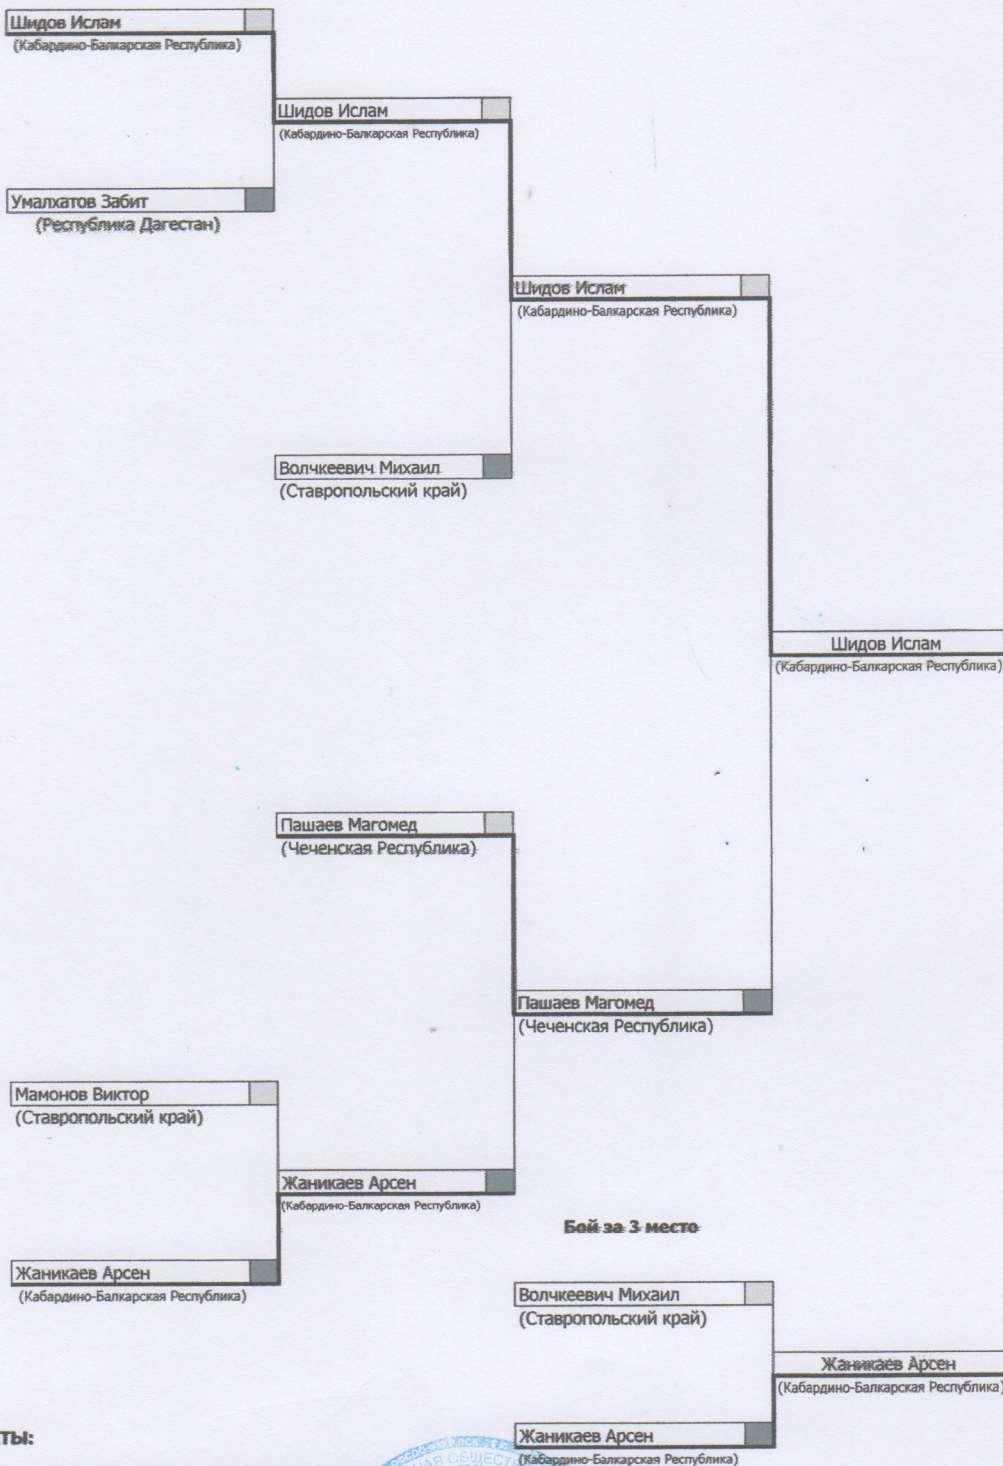 Шидов Ислам
(Кабардино-Балкарская Республика)
Шидов Ислам
(Кабардино-Балкарская Республика)
Умалхатов Забит
(Республика Дагестан)
Шидов Ислам
(Кабардино-Балкарская Республика)
Волчкеевич Михаил
(Ставропольский край)
Шидов Ислам
(Кабардино-Балкарская Республика)
Пашаев Магомед
(Чеченская Республика)
Пашаев Магомед
(Чеченская Республика)
Мамонов Виктор
(Ставропольский край)
Жаникаев Арсен
(Кабардино-Балкарская Республика)
Жаникаев Арсен
(Кабардино-Балкарская Республика)
Бой за 3 место
Волчкеевич Михаил
(Ставропольский край)
Жаникаев Арсен
(Кабардино-Балкарская Республика)
Жаникаев Арсен
(Кабардино-Балкарская Республика)
ты: